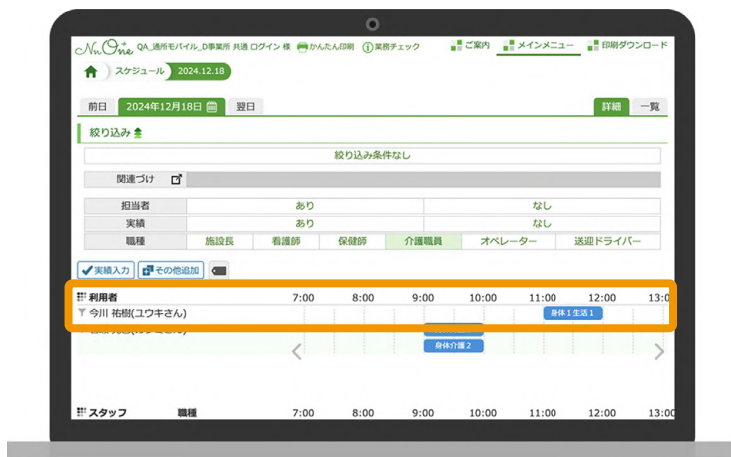 NnOne QA_通所モバイル_D事業所 共通 ログイン 様 かんたん印刷 業務チェック ご案内 メインメニュー 印刷ダウンロード
スケジュール 2024.12.18
前日 2024年12月18日 翌日 詳細 一覧
絞り込み
絞り込み条件なし
関連づけ
担当者 あり なし
実績 あり なし
職種 施設長 看護師 保健師 介護職員 オペレーター 送迎ドライバー
実績入力 その他追加
利用者 7:00 8:00 9:00 10:00 11:00 12:00 13:0
今川 祐樹(ユウキさん) 身体1生活1
身体介護2
スタッフ 職種 7:00 8:00 9:00 10:00 11:00 12:00 13:00